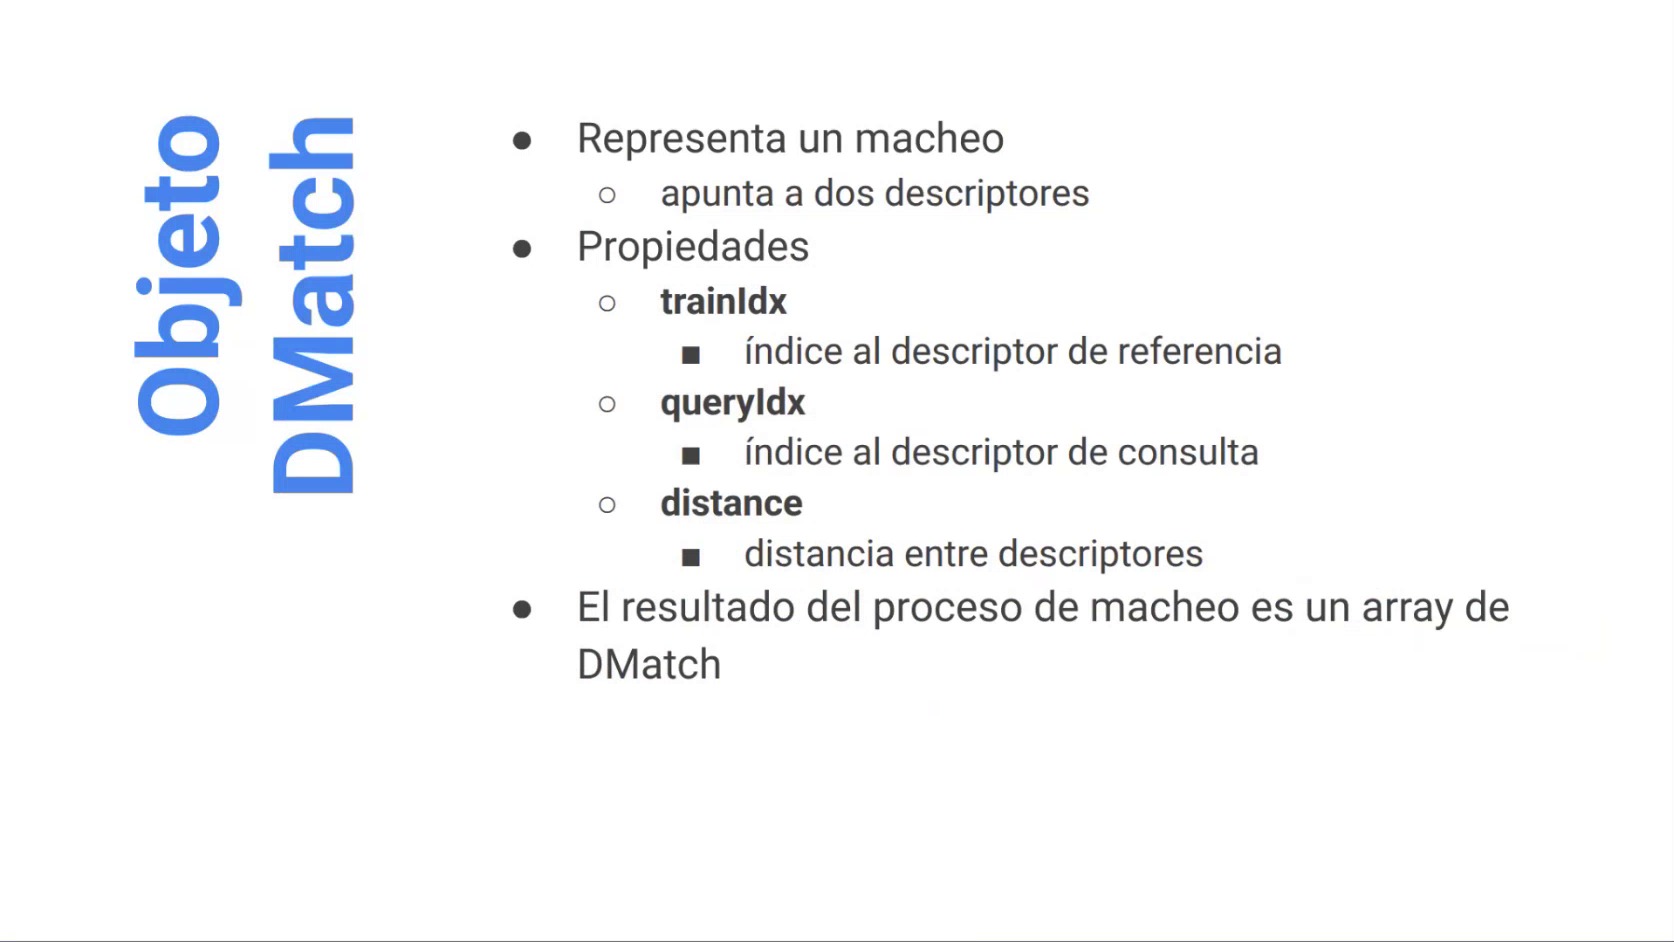 Objeto
DMatch
● Representa un macheo
○ apunta a dos descriptores
● Propiedades
○ trainIdx
■ índice al descriptor de referencia
○ queryIdx
■ índice al descriptor de consulta
○ distance
■ distancia entre descriptores
● El resultado del proceso de macheo es un array de
DMatch